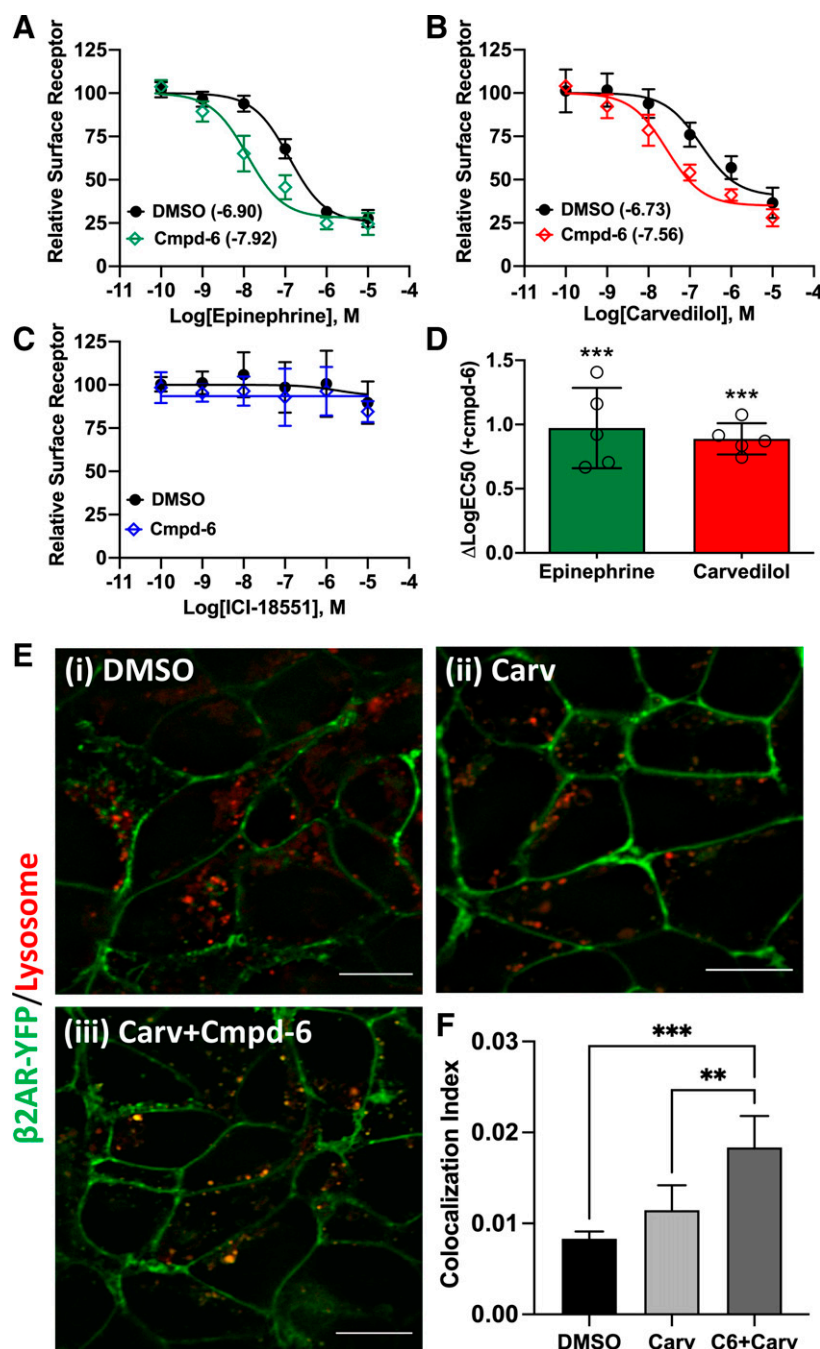 A
Relative Surface Receptor
125
100
75
50
25
0
DMSO (-6.90)
Cmpd-6 (-7.92)
-11 -10 -9 -8 -7 -6 -5 -4
Log[Epinephrine], M
B
Relative Surface Receptor
125
100
75
50
25
0
DMSO (-6.73)
Cmpd-6 (-7.56)
-11 -10 -9 -8 -7 -6 -5 -4
Log[Carvedilol], M
C
Relative Surface Receptor
125
100
75
50
25
0
DMSO
Cmpd-6
-11 -10 -9 -8 -7 -6 -5 -4
Log[ICI-18551], M
D
ΔLogEC50 (+cmpd-6)
1.5
1.0
0.5
0.0
*** ***
Epinephrine Carvedilol
E
β2AR-YFP/Lysosome
(i) DMSO
(ii) Carv
(iii) Carv+Cmpd-6
F
Colocalization Index
0.03
0.02
0.01
0.00
***
**
DMSO Carv C6+Carv